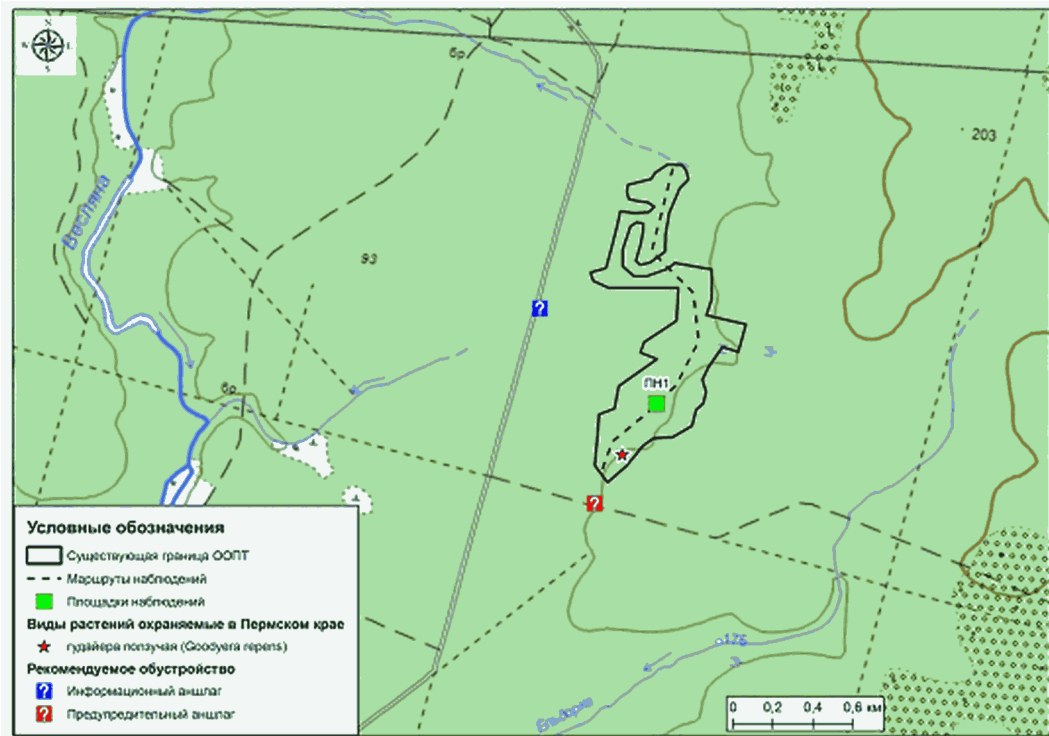 N
W E
S
бр
203
Весляна
93
ПН1
бр
Условные обозначения
Существующая граница ООПТ
Маршруты наблюдений
Площадки наблюдений
Виды растений охраняемые в Пермском крае
гудайера ползучая (Goodyera repens)
Рекомендуемое обустройство
? Информационный аншлаг
? Предупредительный аншлаг
?
?
175
0 0,2 0,4 0,6 км